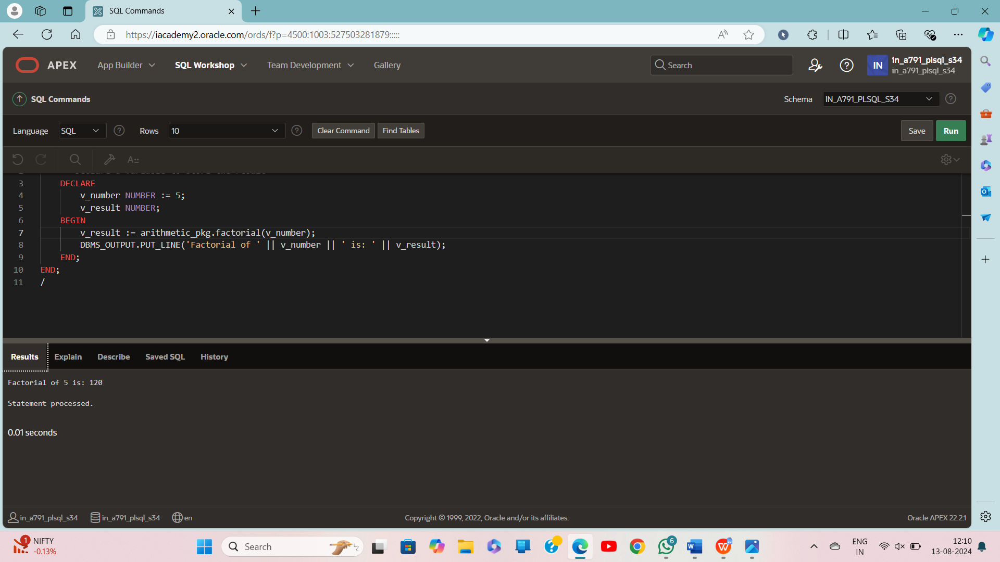 SQL Commands
https://iacademy2.oracle.com/ords/f?p=4500:1003:527503281879:::::
APEX
App Builder
SQL Workshop
Team Development
Gallery
Search
IN
in_a791_plsql_s34
in_a791_plsql_s34
SQL Commands
Schema
IN_A791_PLSQL_S34
Language
SQL
Rows
10
Clear Command
Find Tables
Save
Run
3 DECLARE
4 v_number NUMBER := 5;
5 v_result NUMBER;
6 BEGIN
7 v_result := arithmetic_pkg.factorial(v_number);
8 DBMS_OUTPUT.PUT_LINE('Factorial of ' || v_number || ' is: ' || v_result);
9 END;
10 END;
11 /
Results
Explain
Describe
Saved SQL
History
Factorial of 5 is: 120
Statement processed.
0.01 seconds
in_a791_plsql_s34
in_a791_plsql_s34
en
Copyright © 1999, 2022, Oracle and/or its affiliates.
Oracle APEX 22.2.1
1
NIFTY
-0.13%
Search
6
ENG
IN
12:10
13-08-2024